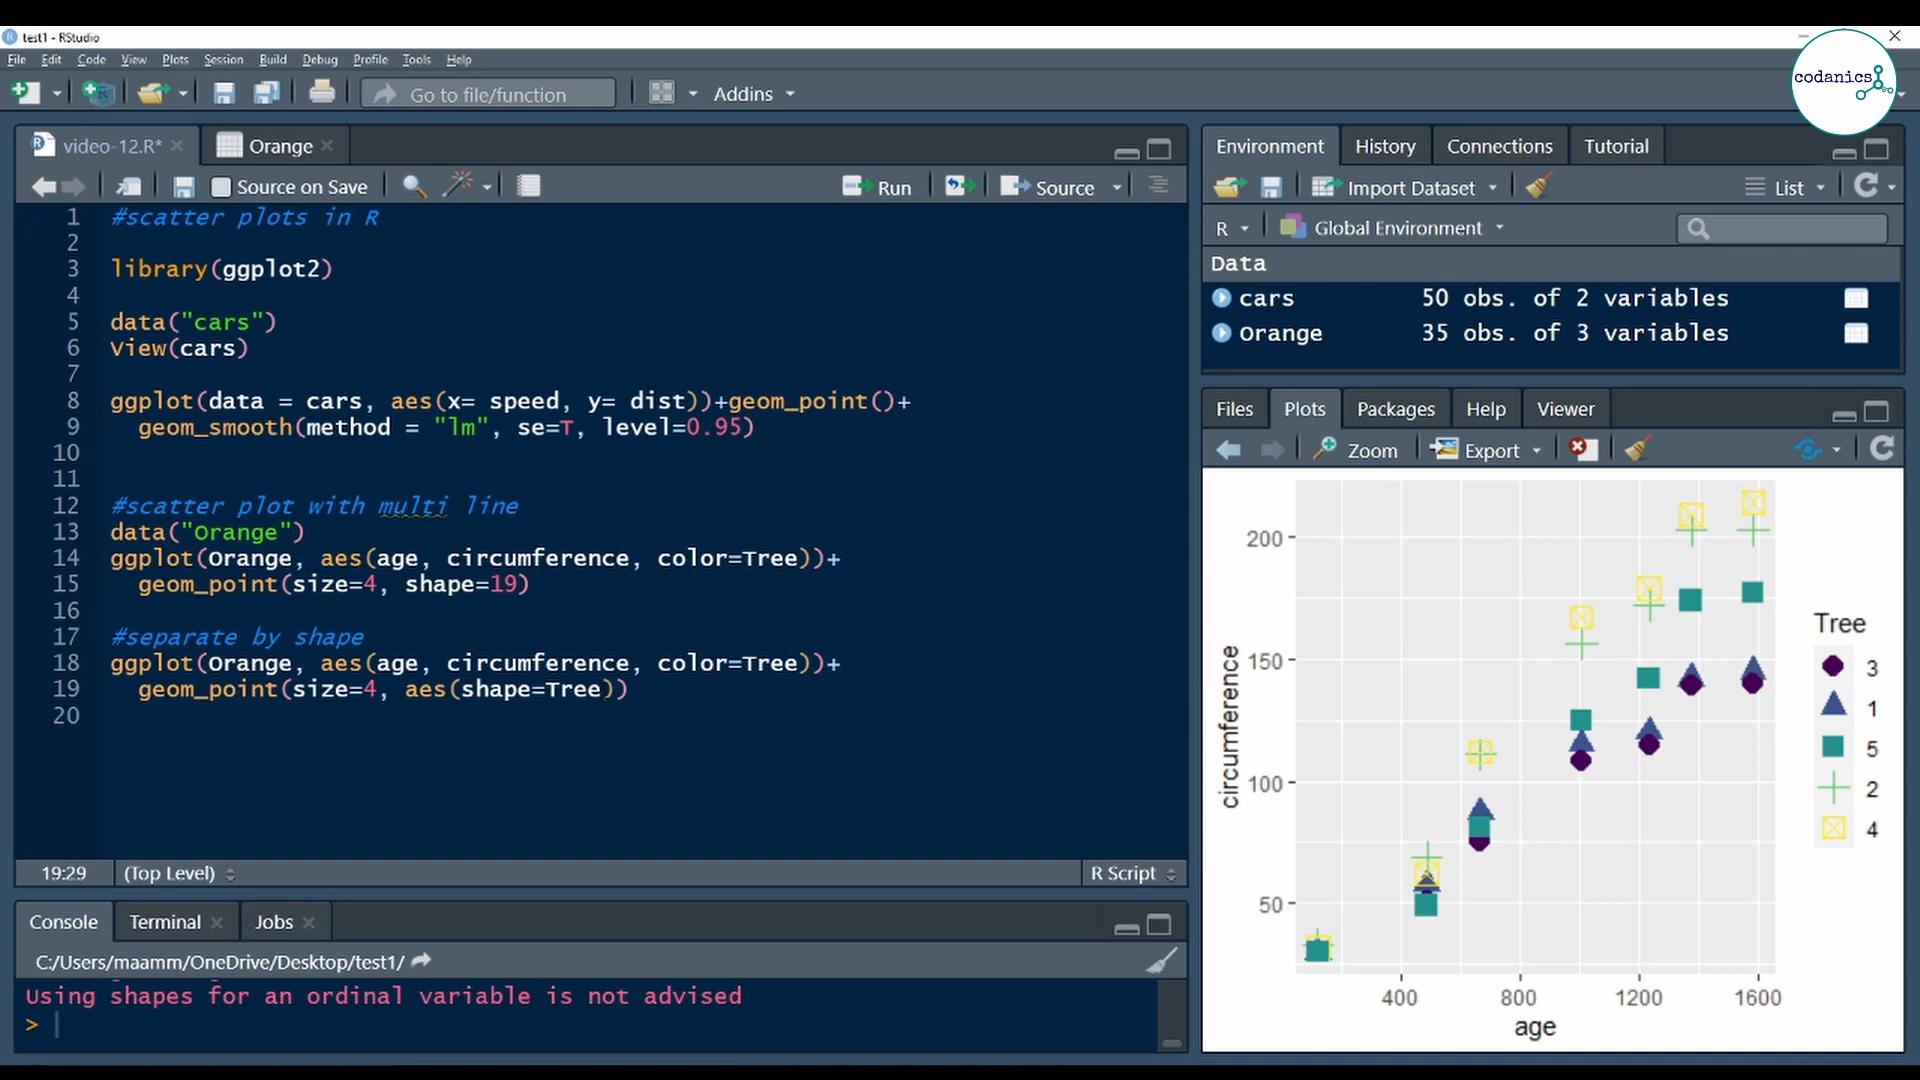 test1 - RStudio
File Edit Code View Plots Session Build Debug Profile Tools Help
Go to file/function Addins
codanics
video-12.R* Orange
Source on Save Run Source
1 #scatter plots in R
2
3 library(ggplot2)
4
5 data("cars")
6 View(cars)
7
8 ggplot(data = cars, aes(x= speed, y= dist))+geom_point()+
9 geom_smooth(method = "lm", se=T, level=0.95)
10
11
12 #scatter plot with multi line
13 data("Orange")
14 ggplot(Orange, aes(age, circumference, color=Tree))+
15 geom_point(size=4, shape=19)
16
17 #separate by shape
18 ggplot(Orange, aes(age, circumference, color=Tree))+
19 geom_point(size=4, aes(shape=Tree))
20
19:29 (Top Level) R Script
Console Terminal Jobs
C:/Users/maamm/OneDrive/Desktop/test1/
Using shapes for an ordinal variable is not advised
>
Environment History Connections Tutorial
Import Dataset List
R Global Environment
Data
cars 50 obs. of 2 variables
Orange 35 obs. of 3 variables
Files Plots Packages Help Viewer
Zoom Export
200
150
100
50
circumference
400 800 1200 1600
age
Tree
3
1
5
2
4